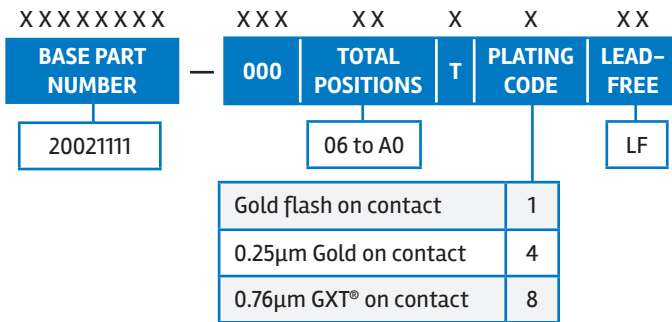 XXXXXXXX XXX XX X X XX
BASE PART NUMBER — 000 TOTAL POSITIONS T PLATING CODE LEAD-FREE
20021111 06 to A0 LF
Gold flash on contact 1
0.25µm Gold on contact 4
0.76µm GXT® on contact 8